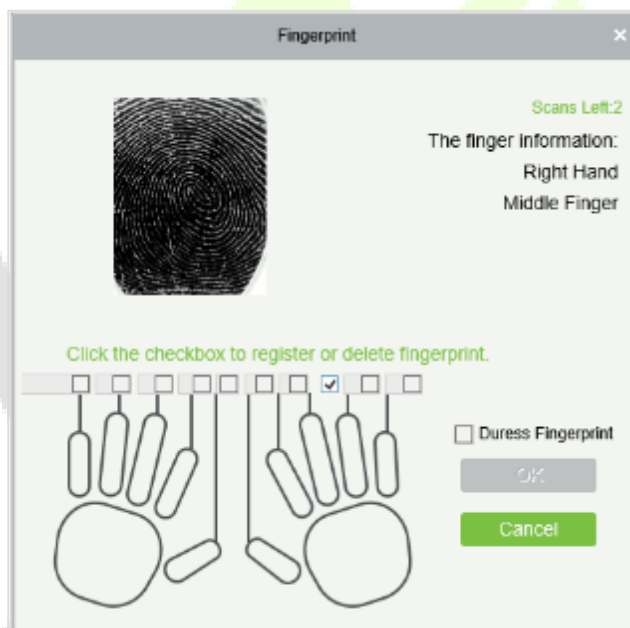 Fingerprint
Scans Left:2
The finger information:
Right Hand
Middle Finger
Click the checkbox to register or delete fingerprint.
Duress Fingerprint
OK
Cancel